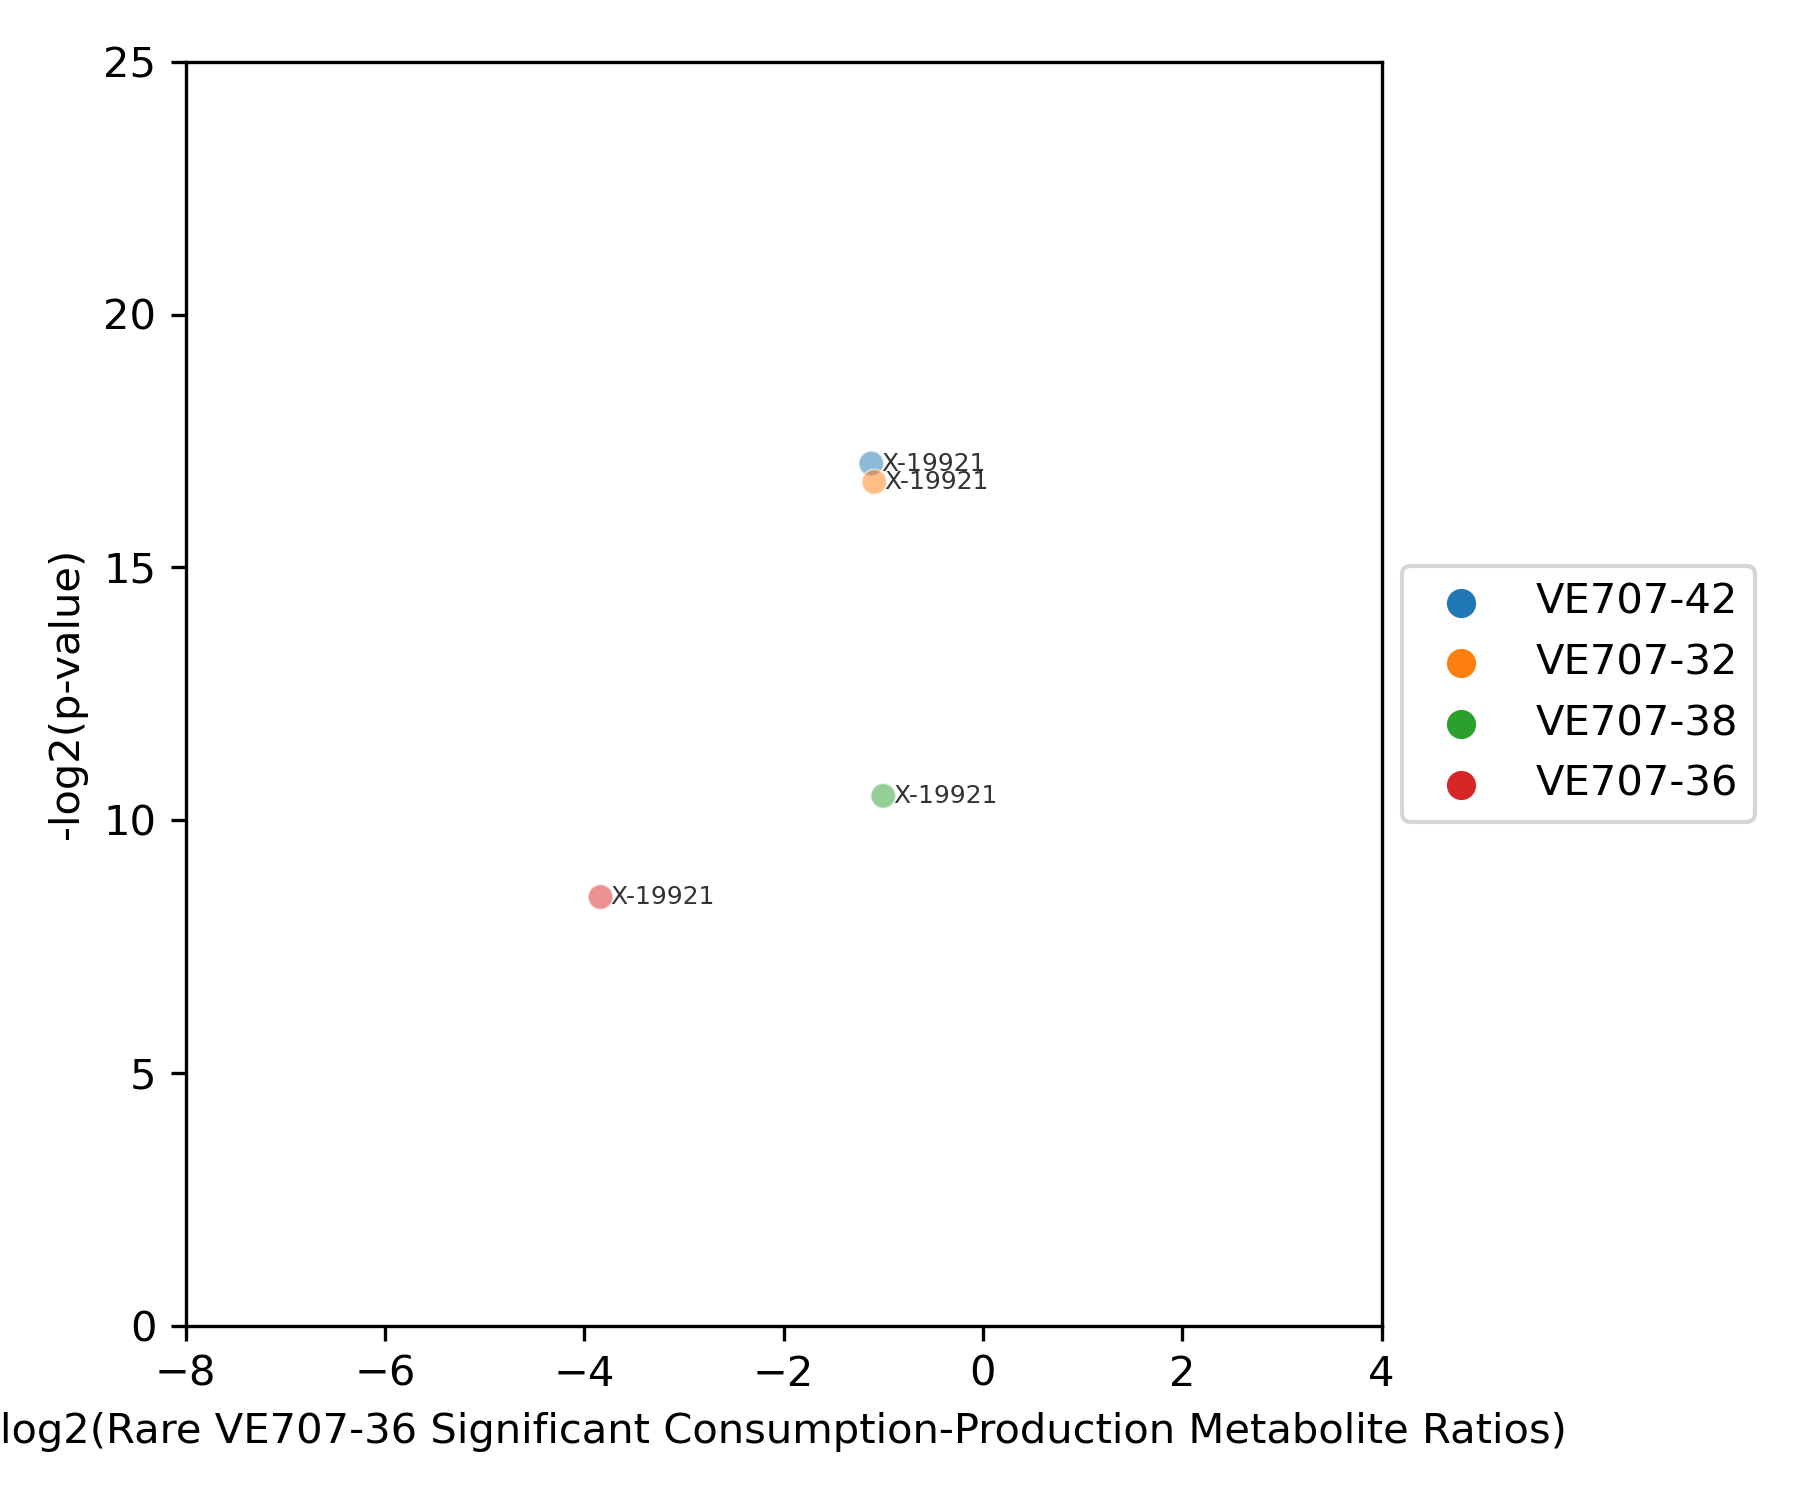 25
20
15
10
5
0
-log2(p-value)
X-19921
X-19921
X-19921
X-19921
−8 −6 −4 −2 0 2 4
log2(Rare VE707-36 Significant Consumption-Production Metabolite Ratios)
VE707-42
VE707-32
VE707-38
VE707-36